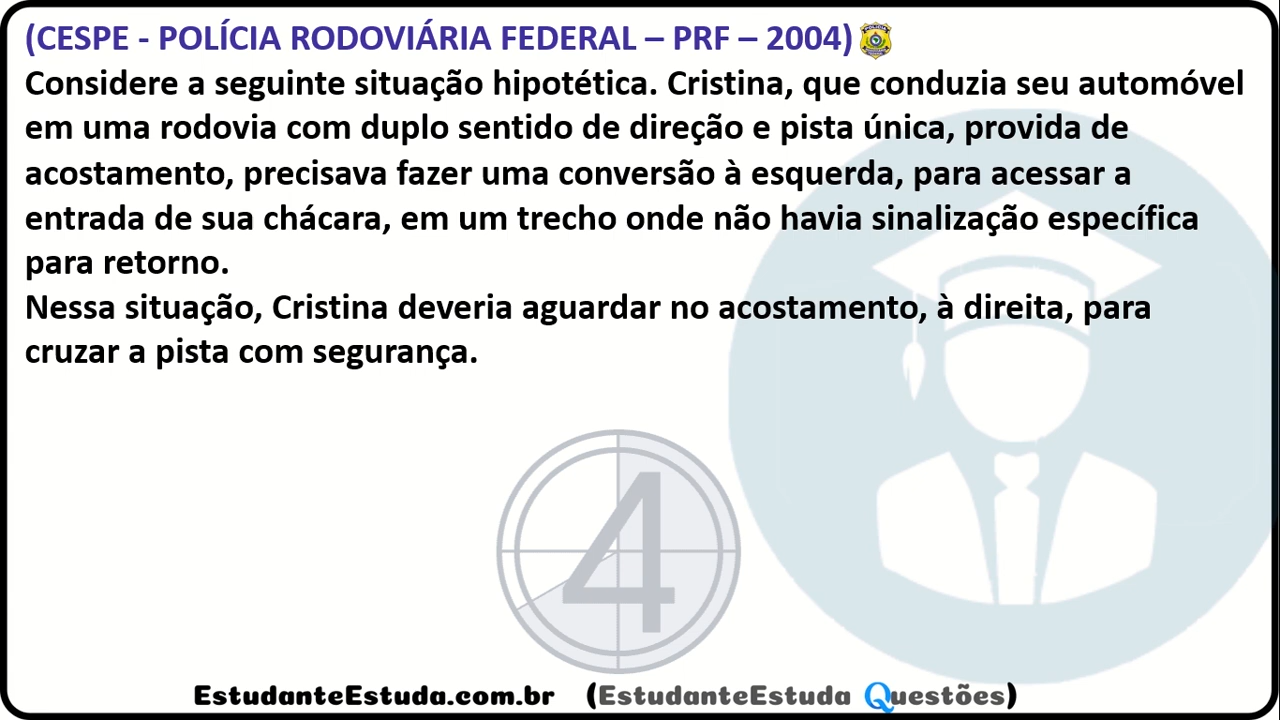 (CESPE - POLÍCIA RODOVIÁRIA FEDERAL – PRF – 2004)
Considere a seguinte situação hipotética. Cristina, que conduzia seu automóvel
em uma rodovia com duplo sentido de direção e pista única, provida de
acostamento, precisava fazer uma conversão à esquerda, para acessar a
entrada de sua chácara, em um trecho onde não havia sinalização específica
para retorno.
Nessa situação, Cristina deveria aguardar no acostamento, à direita, para
cruzar a pista com segurança.
4
EstudanteEstuda.com.br (EstudanteEstuda Questões)